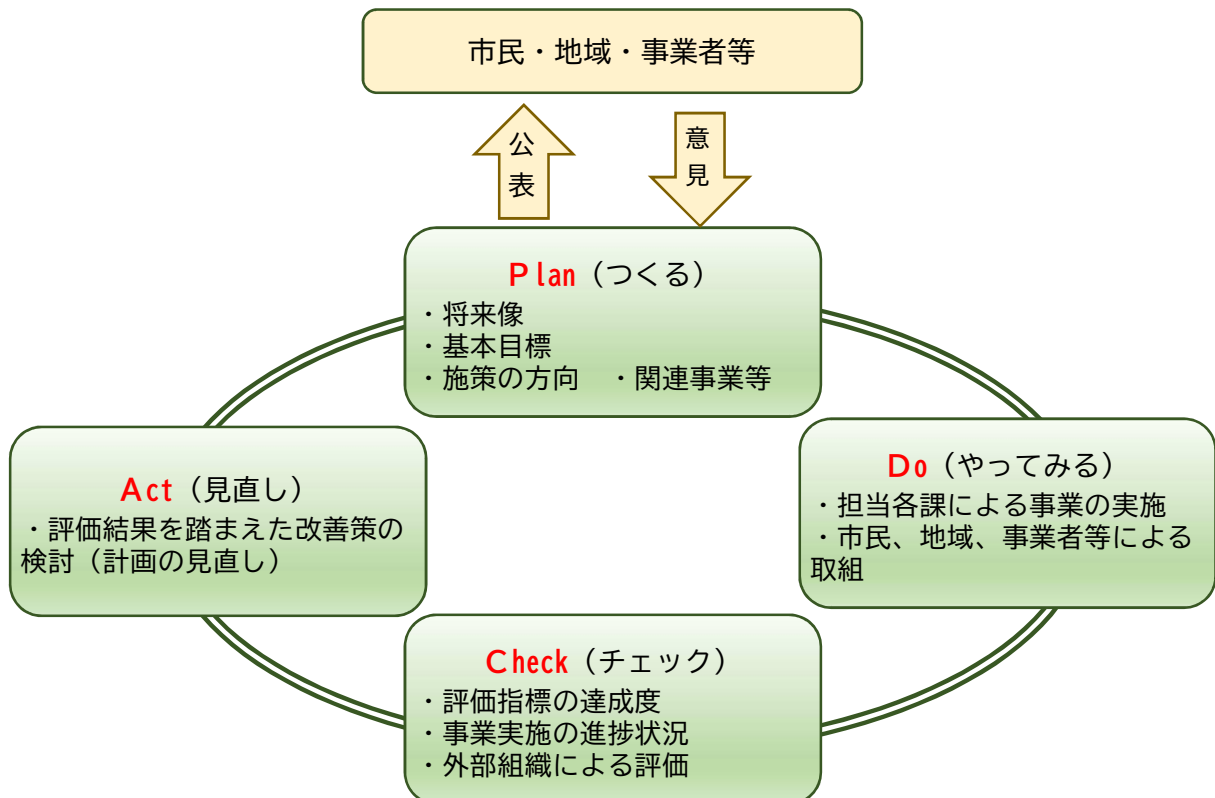 市民・地域・事業者等
公表
意見
Plan（つくる）
・将来像
・基本目標
・施策の方向　・関連事業等
Act（見直し）
・評価結果を踏まえた改善策の
検討（計画の見直し）
Do（やってみる）
・担当各課による事業の実施
・市民、地域、事業者等による
取組
Check（チェック）
・評価指標の達成度
・事業実施の進捗状況
・外部組織による評価